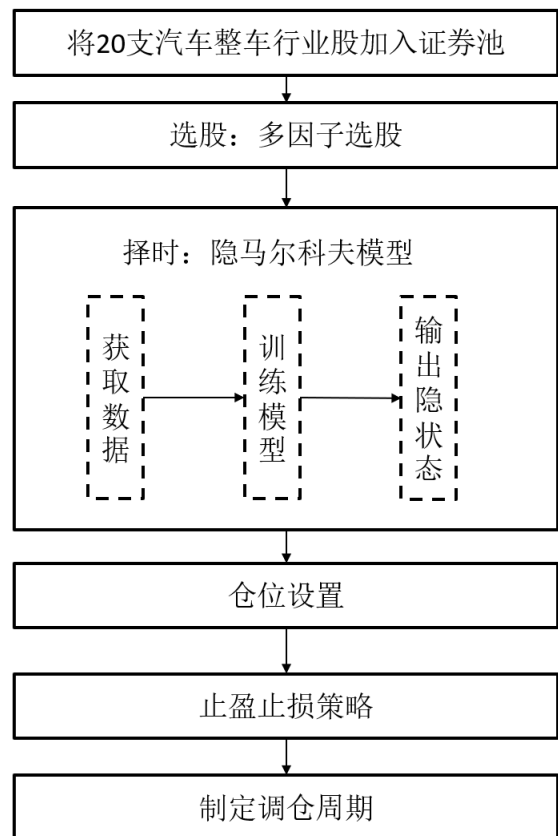 将20支汽车整车行业股加入证券池
选股：多因子选股
择时：隐马尔科夫模型
获取数据
训练模型
输出隐状态
仓位设置
止盈止损策略
制定调仓周期